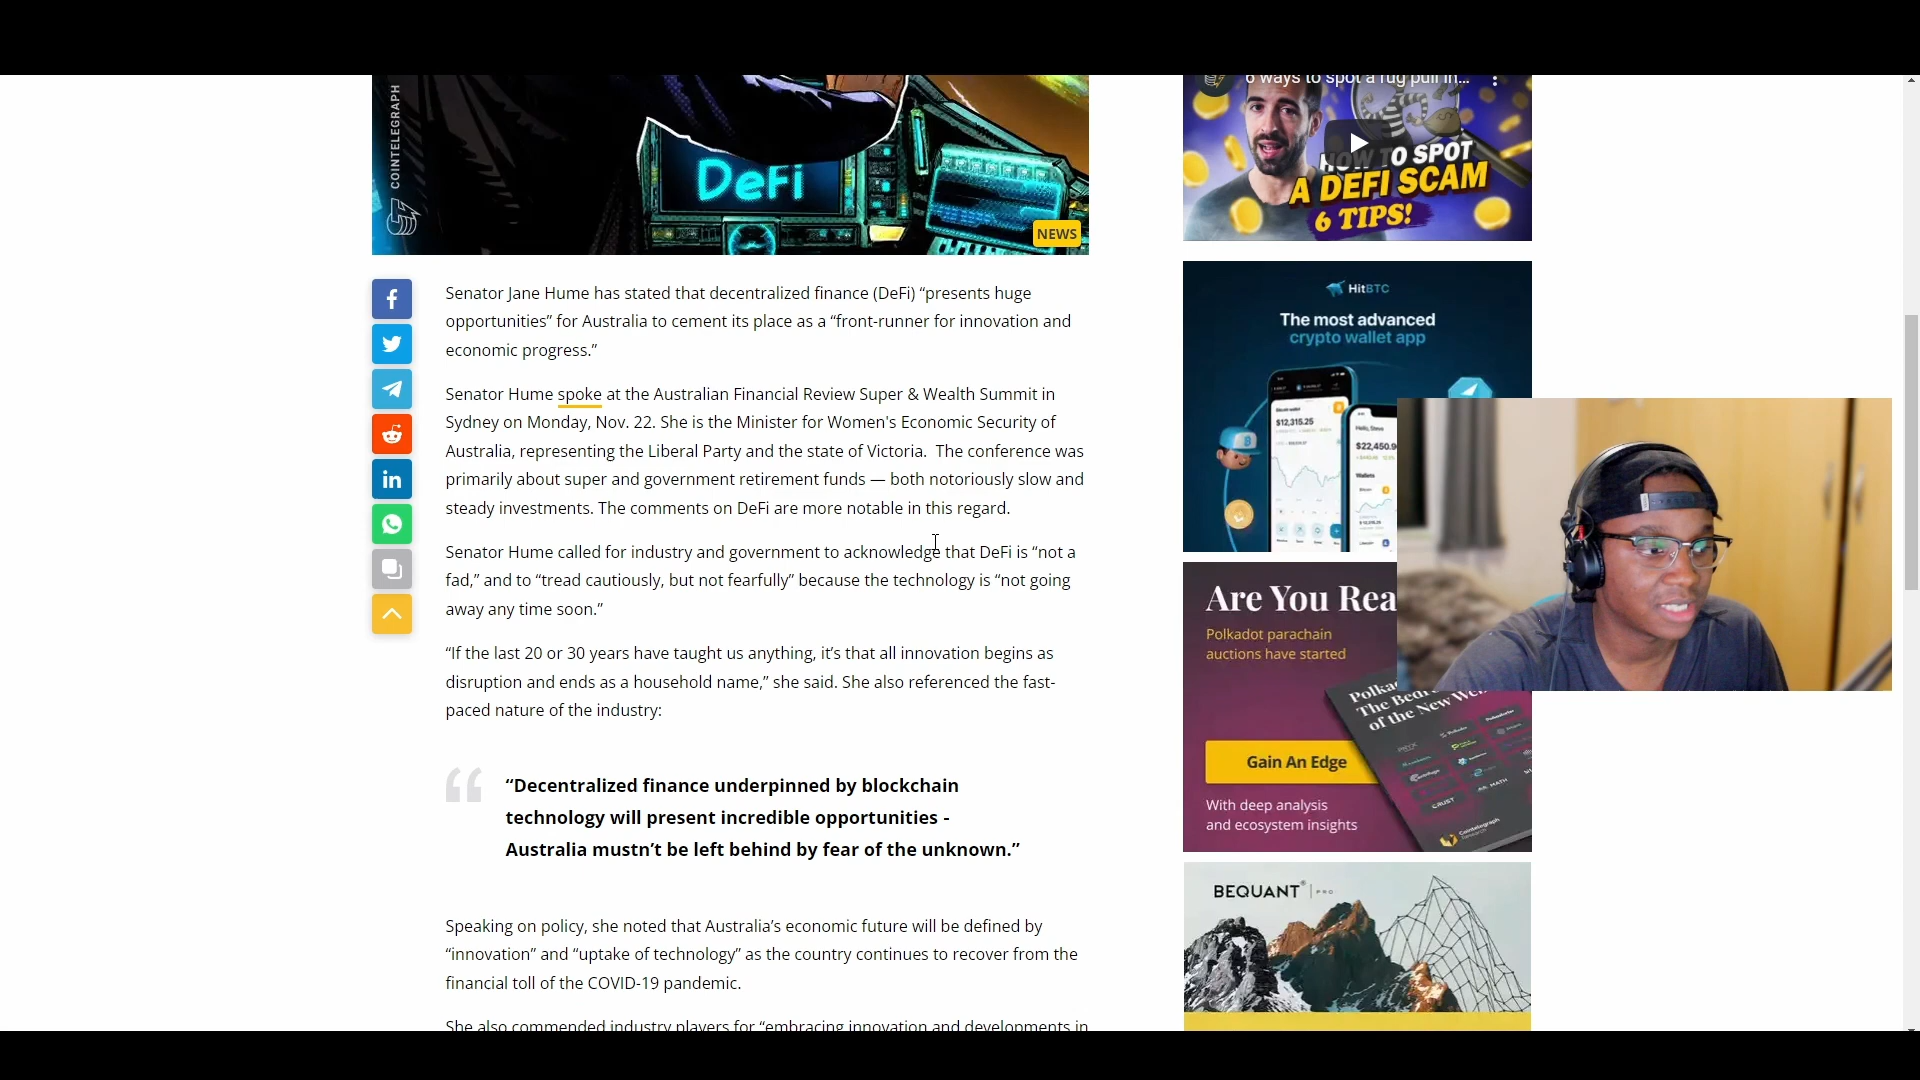 COINTELEGRAPH
DeFi
NEWS
6 ways to spot a rug pull in...
HOW TO SPOT
A DEFI SCAM
6 TIPS!
Senator Jane Hume has stated that decentralized finance (DeFi) “presents huge
opportunities” for Australia to cement its place as a “front-runner for innovation and
economic progress.”
Senator Hume spoke at the Australian Financial Review Super & Wealth Summit in
Sydney on Monday, Nov. 22. She is the Minister for Women's Economic Security of
Australia, representing the Liberal Party and the state of Victoria.  The conference was
primarily about super and government retirement funds — both notoriously slow and
steady investments. The comments on DeFi are more notable in this regard.
Senator Hume called for industry and government to acknowledge that DeFi is “not a
fad,” and to “tread cautiously, but not fearfully” because the technology is “not going
away any time soon.”
“If the last 20 or 30 years have taught us anything, it’s that all innovation begins as
disruption and ends as a household name,” she said. She also referenced the fast-
paced nature of the industry:
“Decentralized finance underpinned by blockchain
technology will present incredible opportunities -
Australia mustn’t be left behind by fear of the unknown.”
Speaking on policy, she noted that Australia’s economic future will be defined by
“innovation” and “uptake of technology” as the country continues to recover from the
financial toll of the COVID-19 pandemic.
She also commended industry players for “embracing innovation and developments in
HitBTC
The most advanced
crypto wallet app
$12,315.25
$22,450.9
Wallets
Are You Rea
Polkadot parachain
auctions have started
Polka
of the New We
Gain An Edge
With deep analysis
and ecosystem insights
Cointelegraph
BEQUANT® | PRO